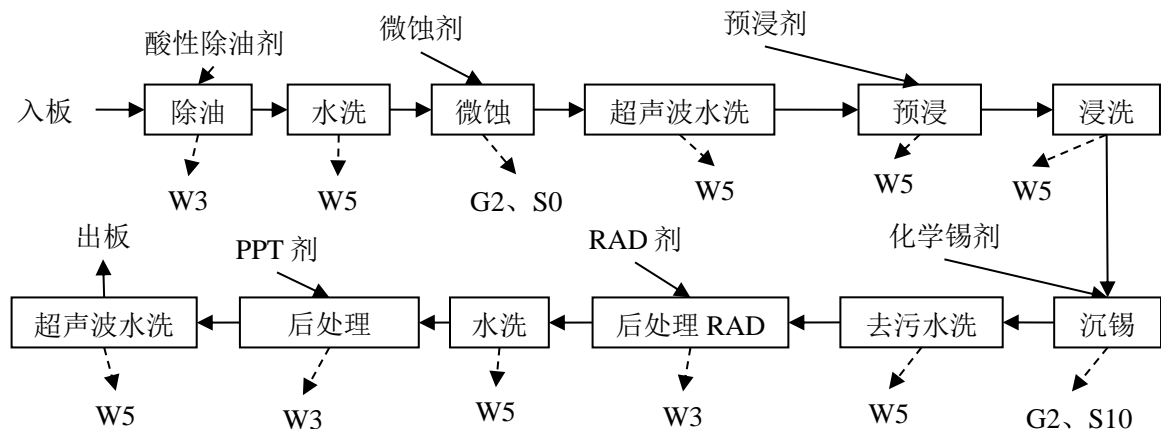 酸性除油剂
微蚀剂
预浸剂
入板
除油
水洗
微蚀
超声波水洗
预浸
浸洗
W3
W5
G2、S0
W5
W5
W5
出板
PPT 剂
RAD 剂
化学锡剂
超声波水洗
后处理
水洗
后处理 RAD
去污水洗
沉锡
W5
W3
W5
W3
W5
G2、S10